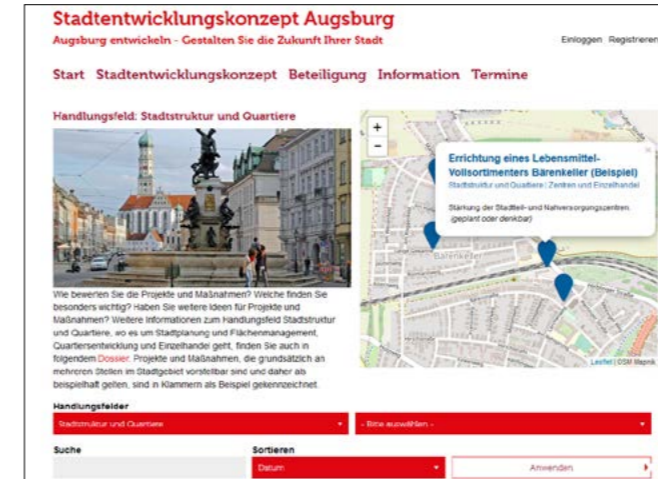 Stadtentwicklungskonzept Augsburg
Augsburg entwickeln - Gestalten Sie die Zukunft Ihrer Stadt
Einloggen Registrieren
Start Stadtentwicklungskonzept Beteiligung Information Termine
Handlungsfeld: Stadtstruktur und Quartiere
Wie bewerten Sie die Projekte und Maßnahmen? Welche finden Sie
besonders wichtig? Haben Sie weitere Ideen für Projekte und
Maßnahmen? Weitere Informationen zum Handlungsfeld Stadtstruktur
und Quartiere, wo es um Stadtplanung und Flächenmanagement,
Quartiersentwicklung und Einzelhandel geht, finden Sie auch in
folgendem Dossier. Projekte und Maßnahmen, die grundsätzlich an
mehreren Stellen im Stadtgebiet vorstellbar sind und daher als
beispielhaft gelten, sind in Klammern als Beispiel gekennzeichnet.
+
-
×
Errichtung eines Lebensmittel-
Vollsortimenters Bärenkeller (Beispiel)
Stadtstruktur und Quartiere | Zentren und Einzelhandel
Stärkung der Stadtteil- und Nahversorgungszentren.
(geplant oder denkbar)
Bärenkeller
Leaflet | OSM Mapnik
Handlungsfelder
Stadtstruktur und Quartiere
- Bitte auswählen -
Suche
Sortieren
Datum
Anwenden